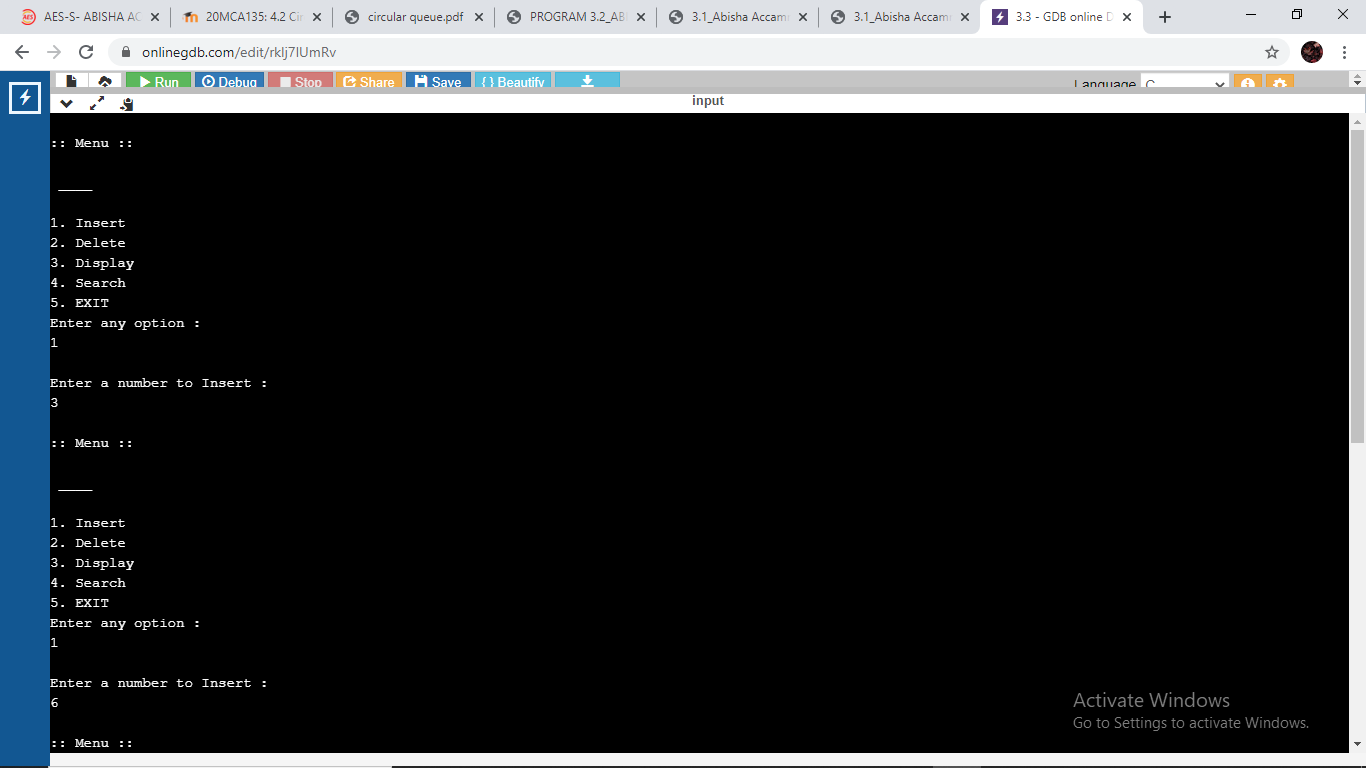 AES-S- ABISHA AC
20MCA135: 4.2 Cir
circular queue.pdf
PROGRAM 3.2_AB
3.1_Abisha Accam
3.1_Abisha Accam
3.3 - GDB online D
onlinegdb.com/edit/rkIj7lUmRv
Run Debug Stop Share Save {} Beautify Language C
input
:: Menu ::
____
1. Insert
2. Delete
3. Display
4. Search
5. EXIT
Enter any option :
1
Enter a number to Insert :
3
:: Menu ::
____
1. Insert
2. Delete
3. Display
4. Search
5. EXIT
Enter any option :
1
Enter a number to Insert :
6
:: Menu ::
Activate Windows
Go to Settings to activate Windows.